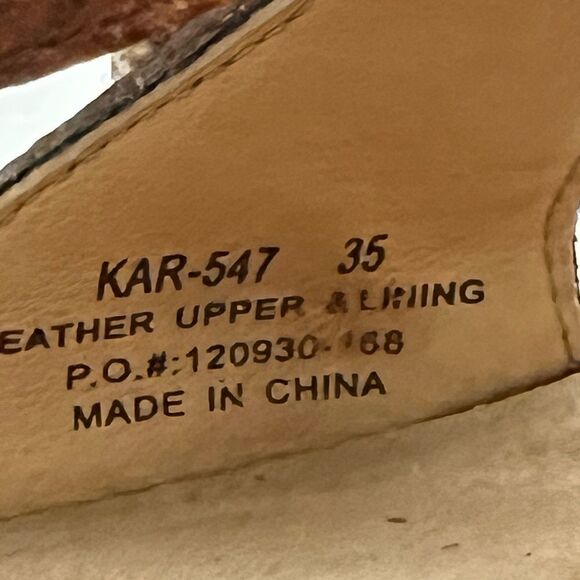 KAR-547 35
EATHER UPPER & LINING
P.O.#:120930-168
MADE IN CHINA